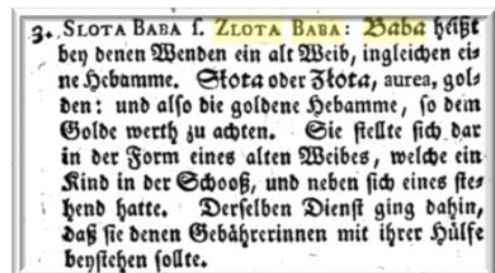 3. SLOTA BABA s. ZLOTA BABA: Baba heißt
bey denen Wenden ein alt Weib, ingleichen ei-
ne Hebamme. Słota oder Złota, aurea, gol-
den: und also die goldene Hebamme, so dem
Golde werth zu achten. Sie stellte sich dar
in der Form eines alten Weibes, welche ein
Kind in der Schooß, und neben sich eines ste-
hend hatte. Derselben Dienst ging dahin,
daß sie denen Gebährerinnen mit ihrer Hülfe
beystehen sollte.